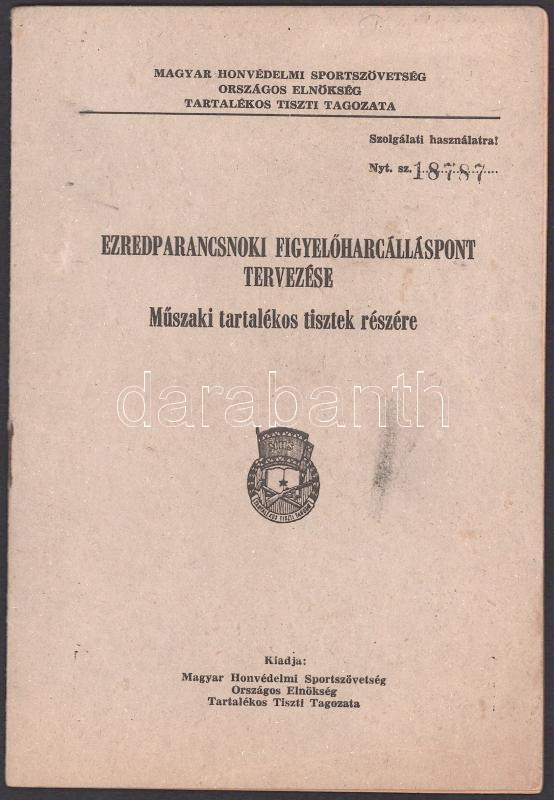 MAGYAR HONVÉDELMI SPORTSZÖVETSÉG
ORSZÁGOS ELNÖKSÉG
TARTALÉKOS TISZTI TAGOZATA
Szolgálati használatra!
Nyt. sz. 18787
EZREDPARANCSNOKI FIGYELŐHARCÁLLÁSPONT
TERVEZÉSE
Műszaki tartalékos tisztek részére
darabanth
MHS
Kiadja:
Magyar Honvédelmi Sportszövetség
Országos Elnökség
Tartalékos Tiszti Tagozata